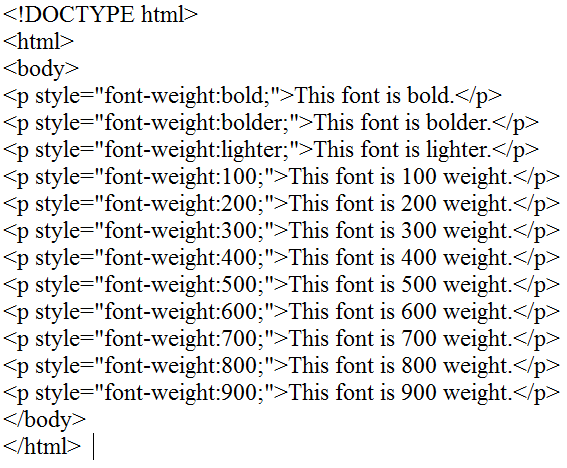 <!DOCTYPE html>
<html>
<body>
<p style="font-weight:bold;">This font is bold.</p>
<p style="font-weight:bolder;">This font is bolder.</p>
<p style="font-weight:lighter;">This font is lighter.</p>
<p style="font-weight:100;">This font is 100 weight.</p>
<p style="font-weight:200;">This font is 200 weight.</p>
<p style="font-weight:300;">This font is 300 weight.</p>
<p style="font-weight:400;">This font is 400 weight.</p>
<p style="font-weight:500;">This font is 500 weight.</p>
<p style="font-weight:600;">This font is 600 weight.</p>
<p style="font-weight:700;">This font is 700 weight.</p>
<p style="font-weight:800;">This font is 800 weight.</p>
<p style="font-weight:900;">This font is 900 weight.</p>
</body>
</html>